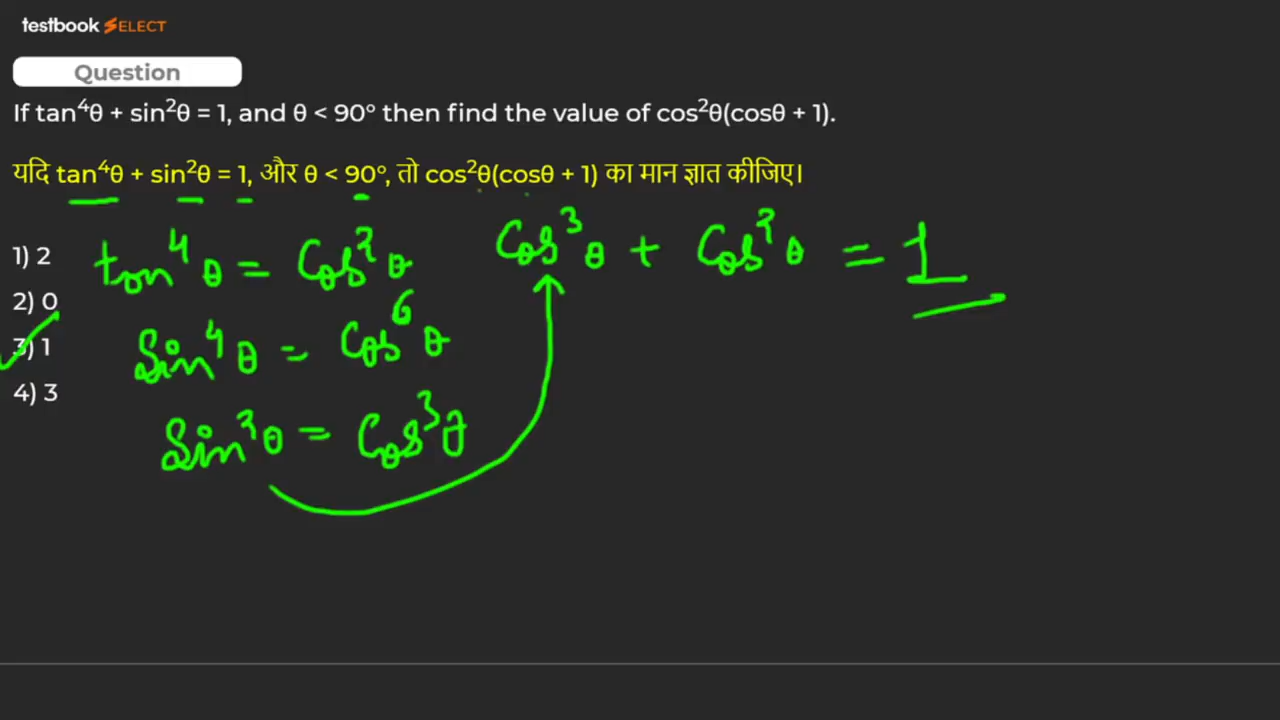 testbook SELECT
Question
If tan⁴θ + sin²θ = 1, and θ < 90° then find the value of cos²θ(cosθ + 1).
यदि tan⁴θ + sin²θ = 1, और θ < 90°, तो cos²θ(cosθ + 1) का मान ज्ञात कीजिए।
1) 2
2) 0
3) 1
4) 3
tan⁴θ = Cos²θ
Sin⁴θ = Cos⁶θ
Sin²θ = Cos³θ
Cos³θ + Cos²θ = 1